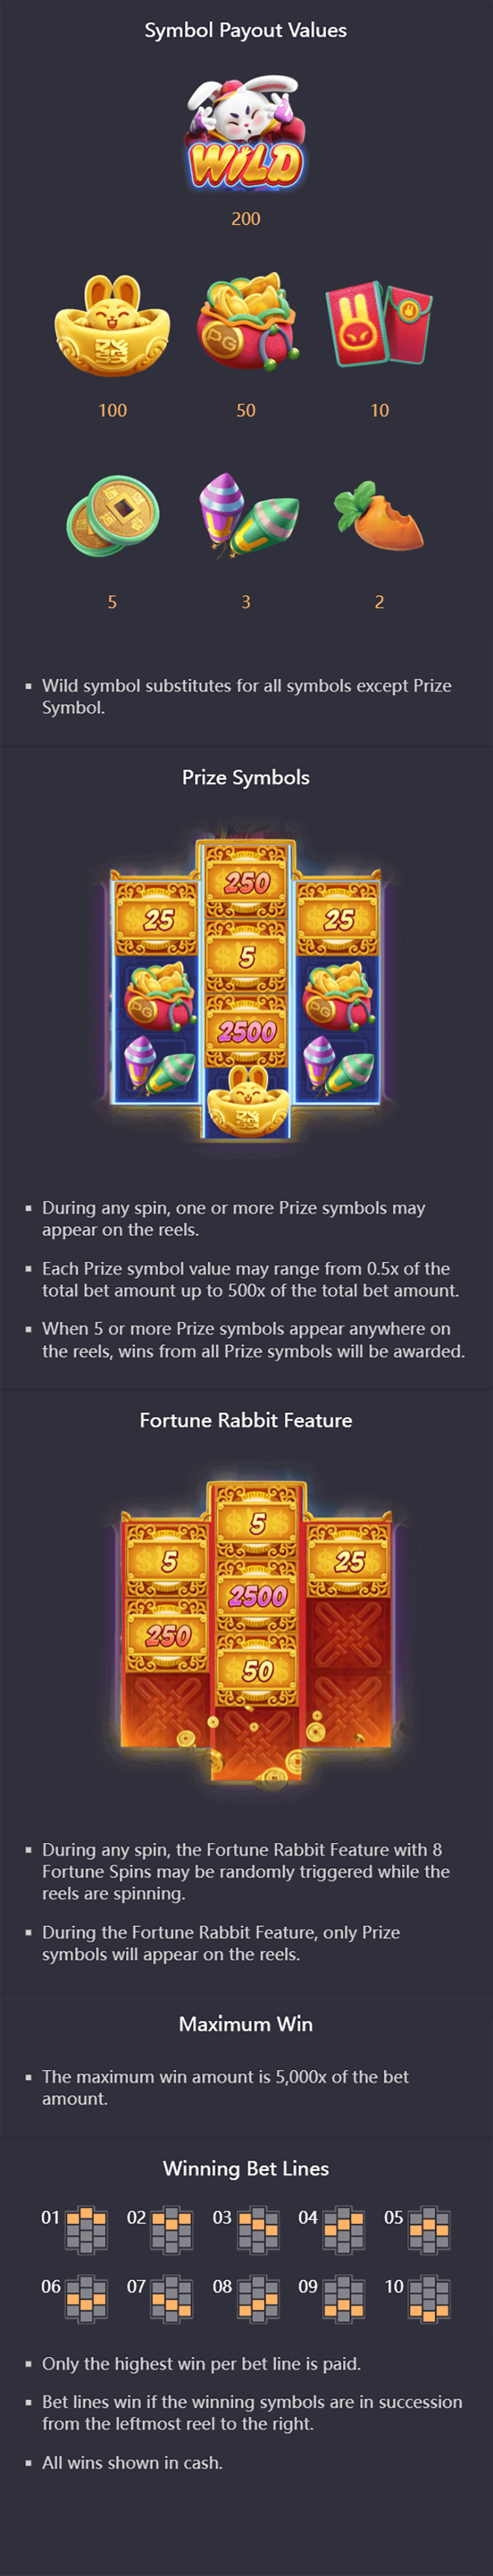 Symbol Payout Values
WILD
200
PG
100 50 10
5 3 2
Wild symbol substitutes for all symbols except Prize
Symbol.
Prize Symbols
250
25 25
5
PG PG
2500
During any spin, one or more Prize symbols may
appear on the reels.
Each Prize symbol value may range from 0.5x of the
total bet amount up to 500x of the total bet amount.
When 5 or more Prize symbols appear anywhere on
the reels, wins from all Prize symbols will be awarded.
Fortune Rabbit Feature
5
5 25
2500
250
50
During any spin, the Fortune Rabbit Feature with 8
Fortune Spins may be randomly triggered while the
reels are spinning.
During the Fortune Rabbit Feature, only Prize
symbols will appear on the reels.
Maximum Win
The maximum win amount is 5,000x of the bet
amount.
Winning Bet Lines
01 02 03 04 05
06 07 08 09 10
Only the highest win per bet line is paid.
Bet lines win if the winning symbols are in succession
from the leftmost reel to the right.
All wins shown in cash.